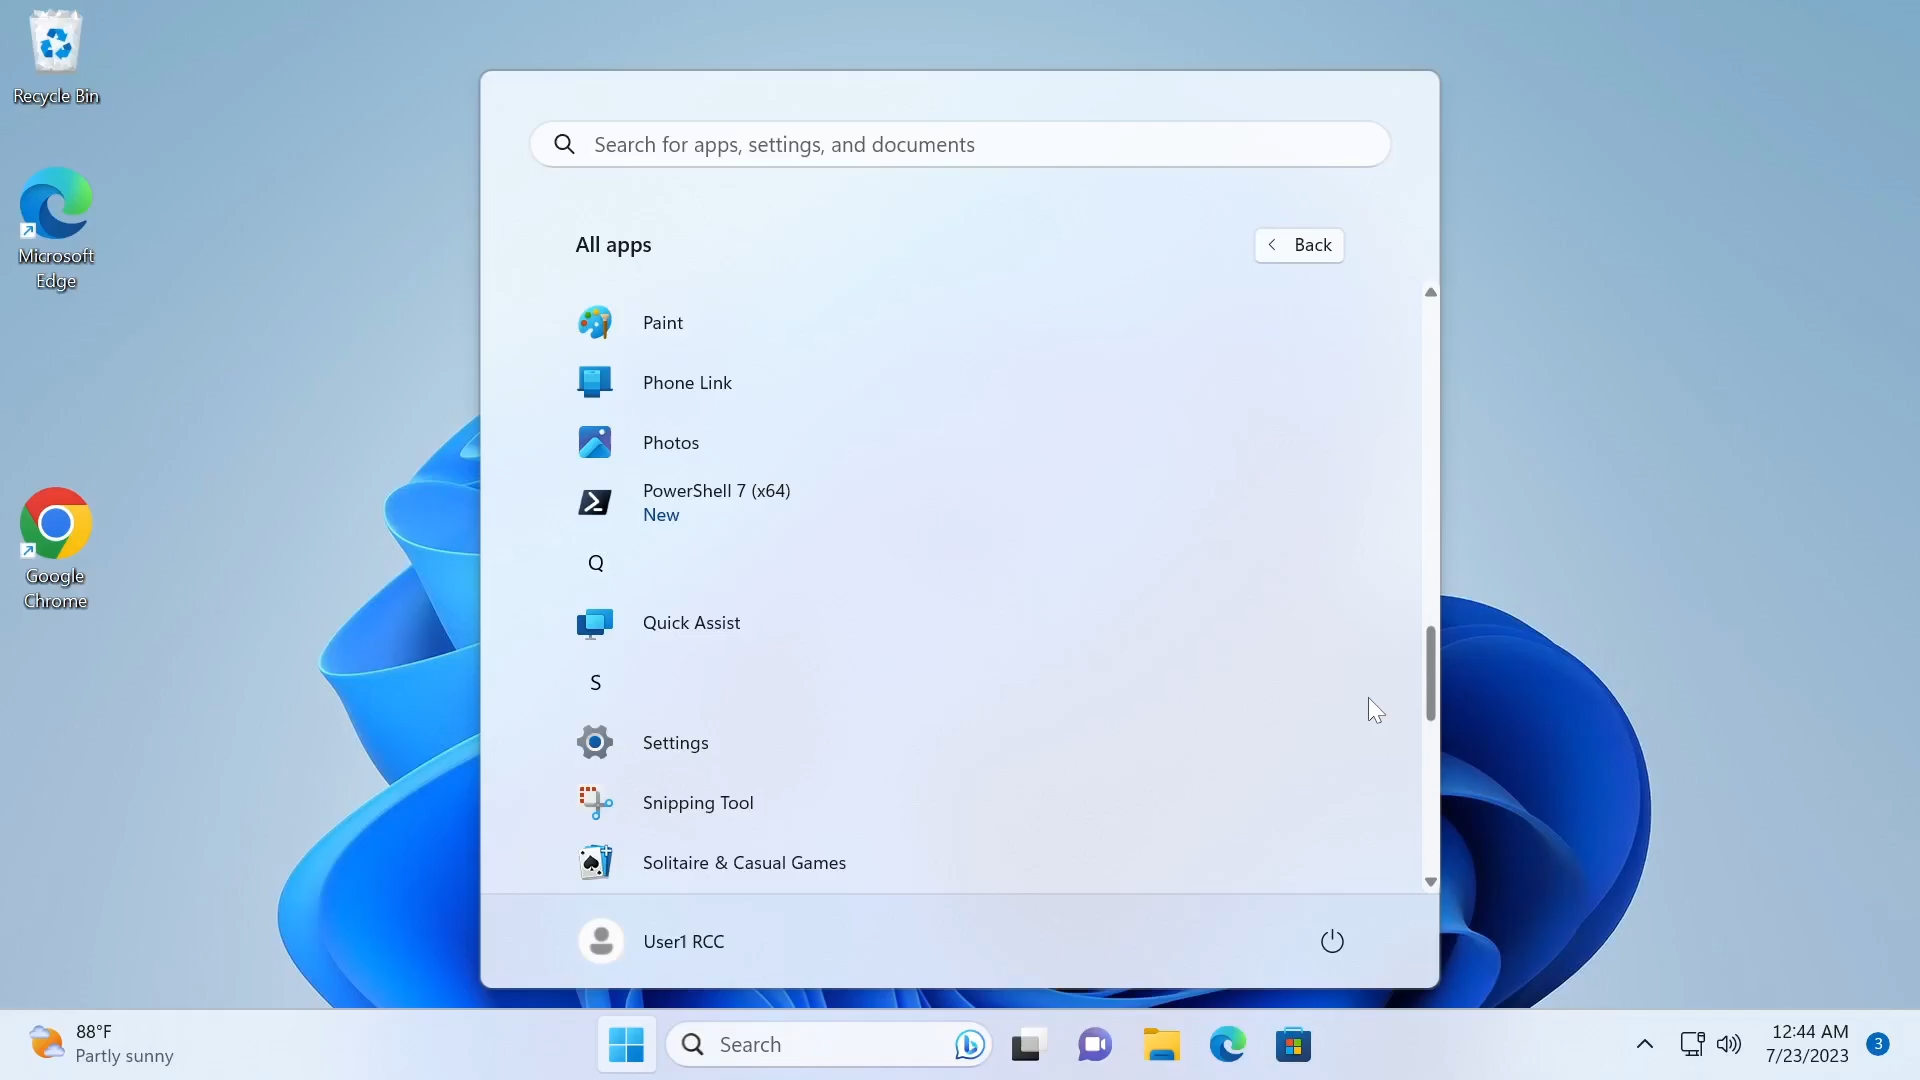 Recycle Bin
Microsoft
Edge
Google
Chrome
Search for apps, settings, and documents
All apps
Back
Paint
Phone Link
Photos
PowerShell 7 (x64)
New
Q
Quick Assist
S
Settings
Snipping Tool
Solitaire & Casual Games
User1 RCC
88°F
Partly sunny
Search
12:44 AM
7/23/2023
3